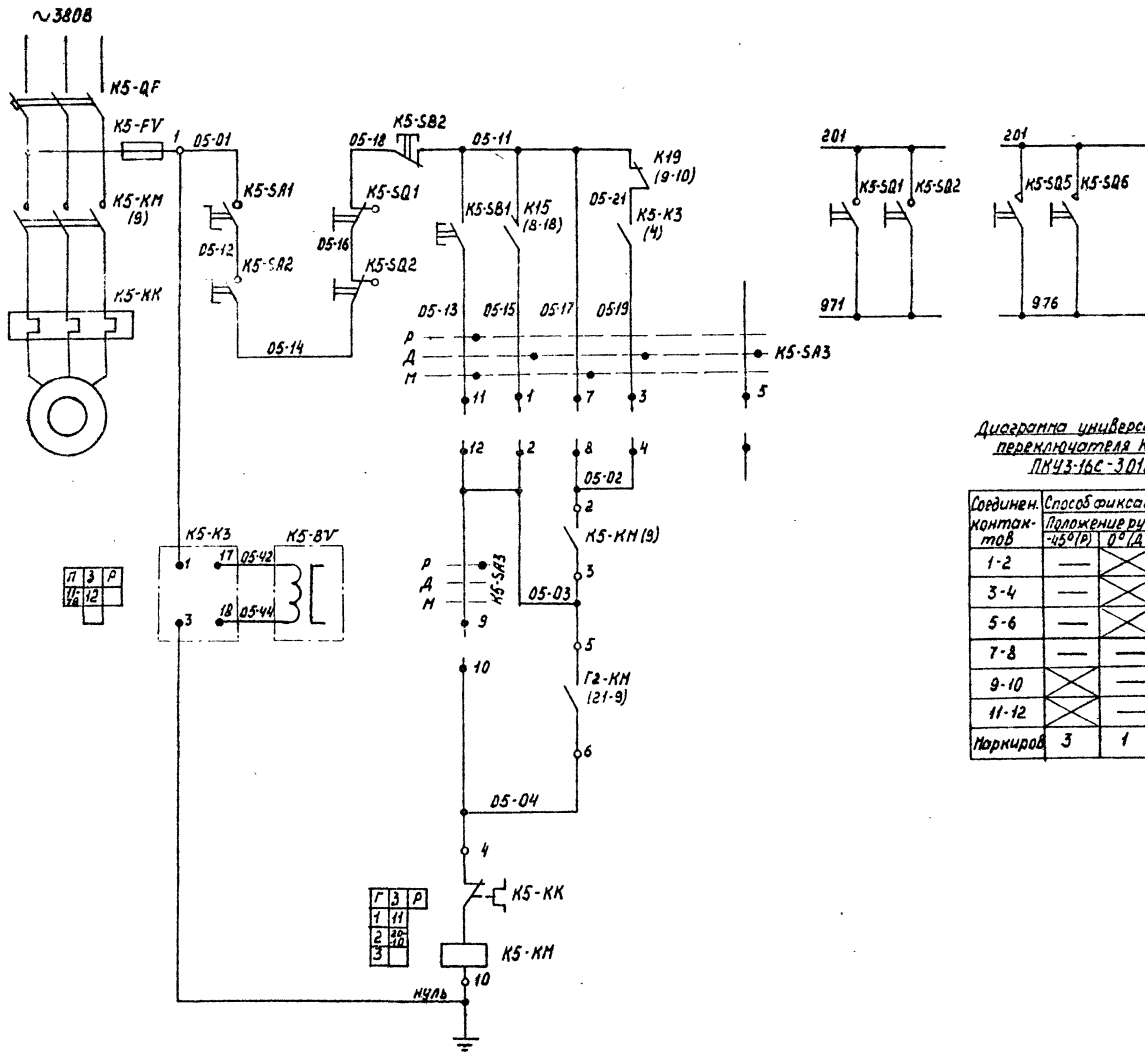 ~380В
К5-QF
К5-FV
1
05-01
К5-КМ
(9)
К5-КК
К5-SA1
05-12
К5-SA2
05-14
05-18
К5-SB2
К5-SQ1
05-16
К5-SQ2
05-11
К5-SB1
К15
(8-18)
К19
(9-10)
05-21
К5-К3
(4)
05-13
05-15
05-17
05-19
Р
Д
М
К5-SA3
11
1
7
3
5
12
2
8
4
05-02
2
К5-КМ (9)
3
05-03
5
Г2-КМ
(21-9)
6
Р
Д
М
К5-SA3
9
10
05-04
4
К5-КК
К5-КМ
10
нуль
К5-К3
К5-BV
1
17
05-42
3
18
05-44
П З Р
12
Г З Р
1 11
2
3
201
К5-SQ1
К5-SQ2
971
201
К5-SQ5
К5-SQ6
976
Диаграмма универс
переключателя К
ПКУ3-16С-301
Соединен. контак-тов
Способ фикса
Положение ру
-45°(Р) 0°(Д
1-2
3-4
5-6
7-8
9-10
11-12
Маркиров. 3 1